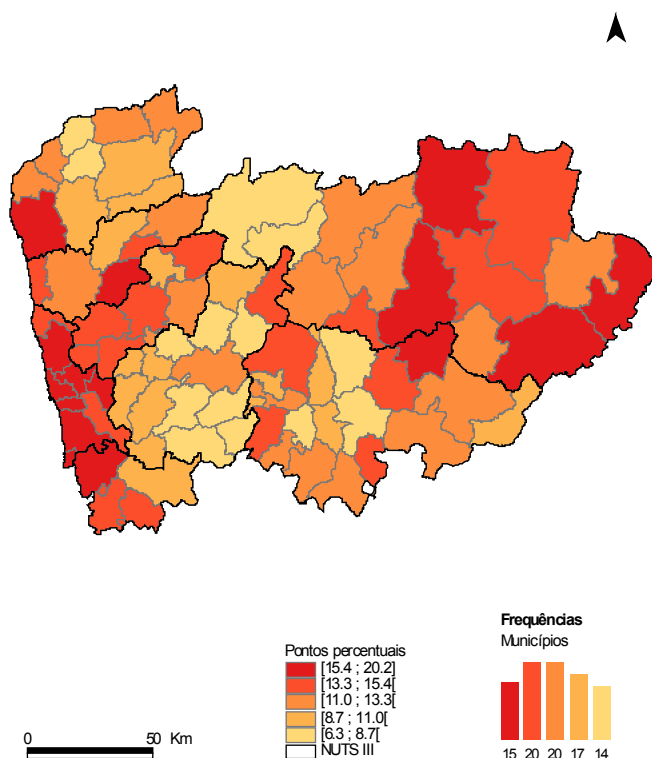 Frequências
Municípios
15 20 20 17 14
Pontos percentuais
[15.4 ; 20.2]
[13.3 ; 15.4[
[11.0 ; 13.3[
[8.7 ; 11.0[
[6.3 ; 8.7[
NUTS III
0 50 Km